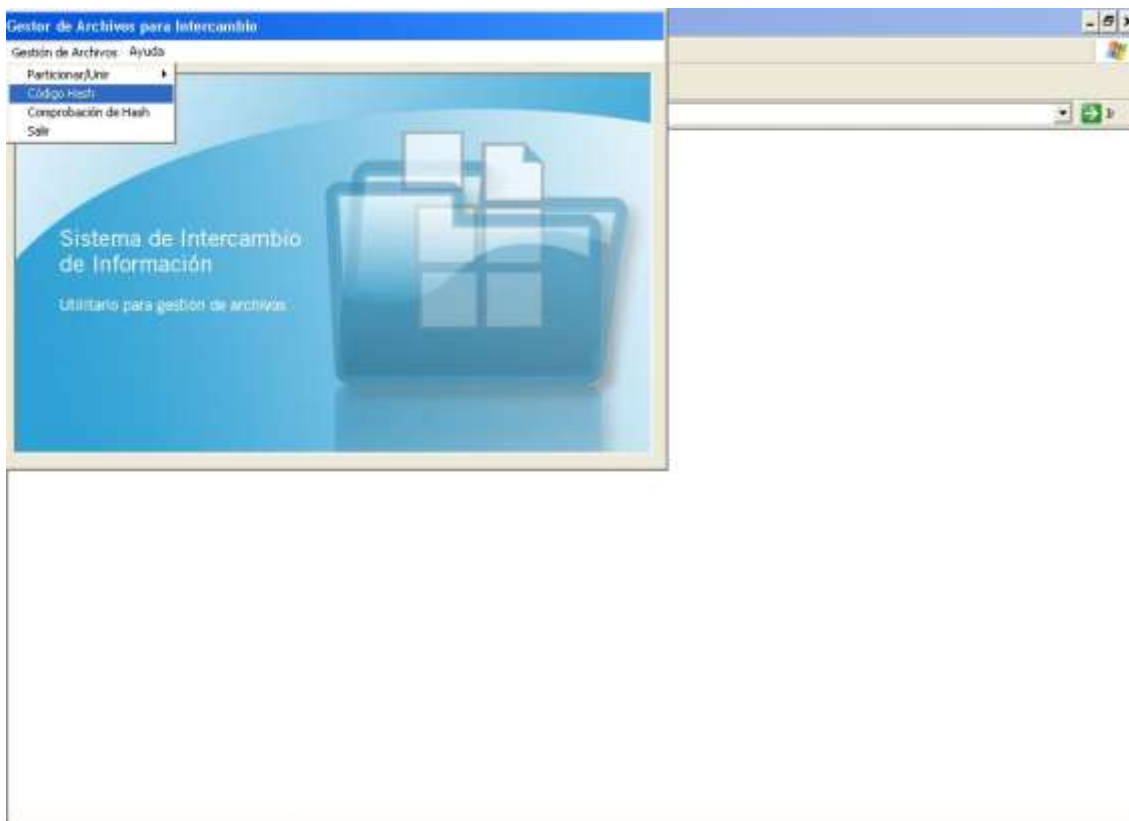 Gestor de Archivos para Intercambio
Gestión de Archivos Ayuda
Particionar/Unir
Código Hash
Comprobación de Hash
Salir
Ir
Sistema de Intercambio
de Información
Utilitario para gestión de archivos